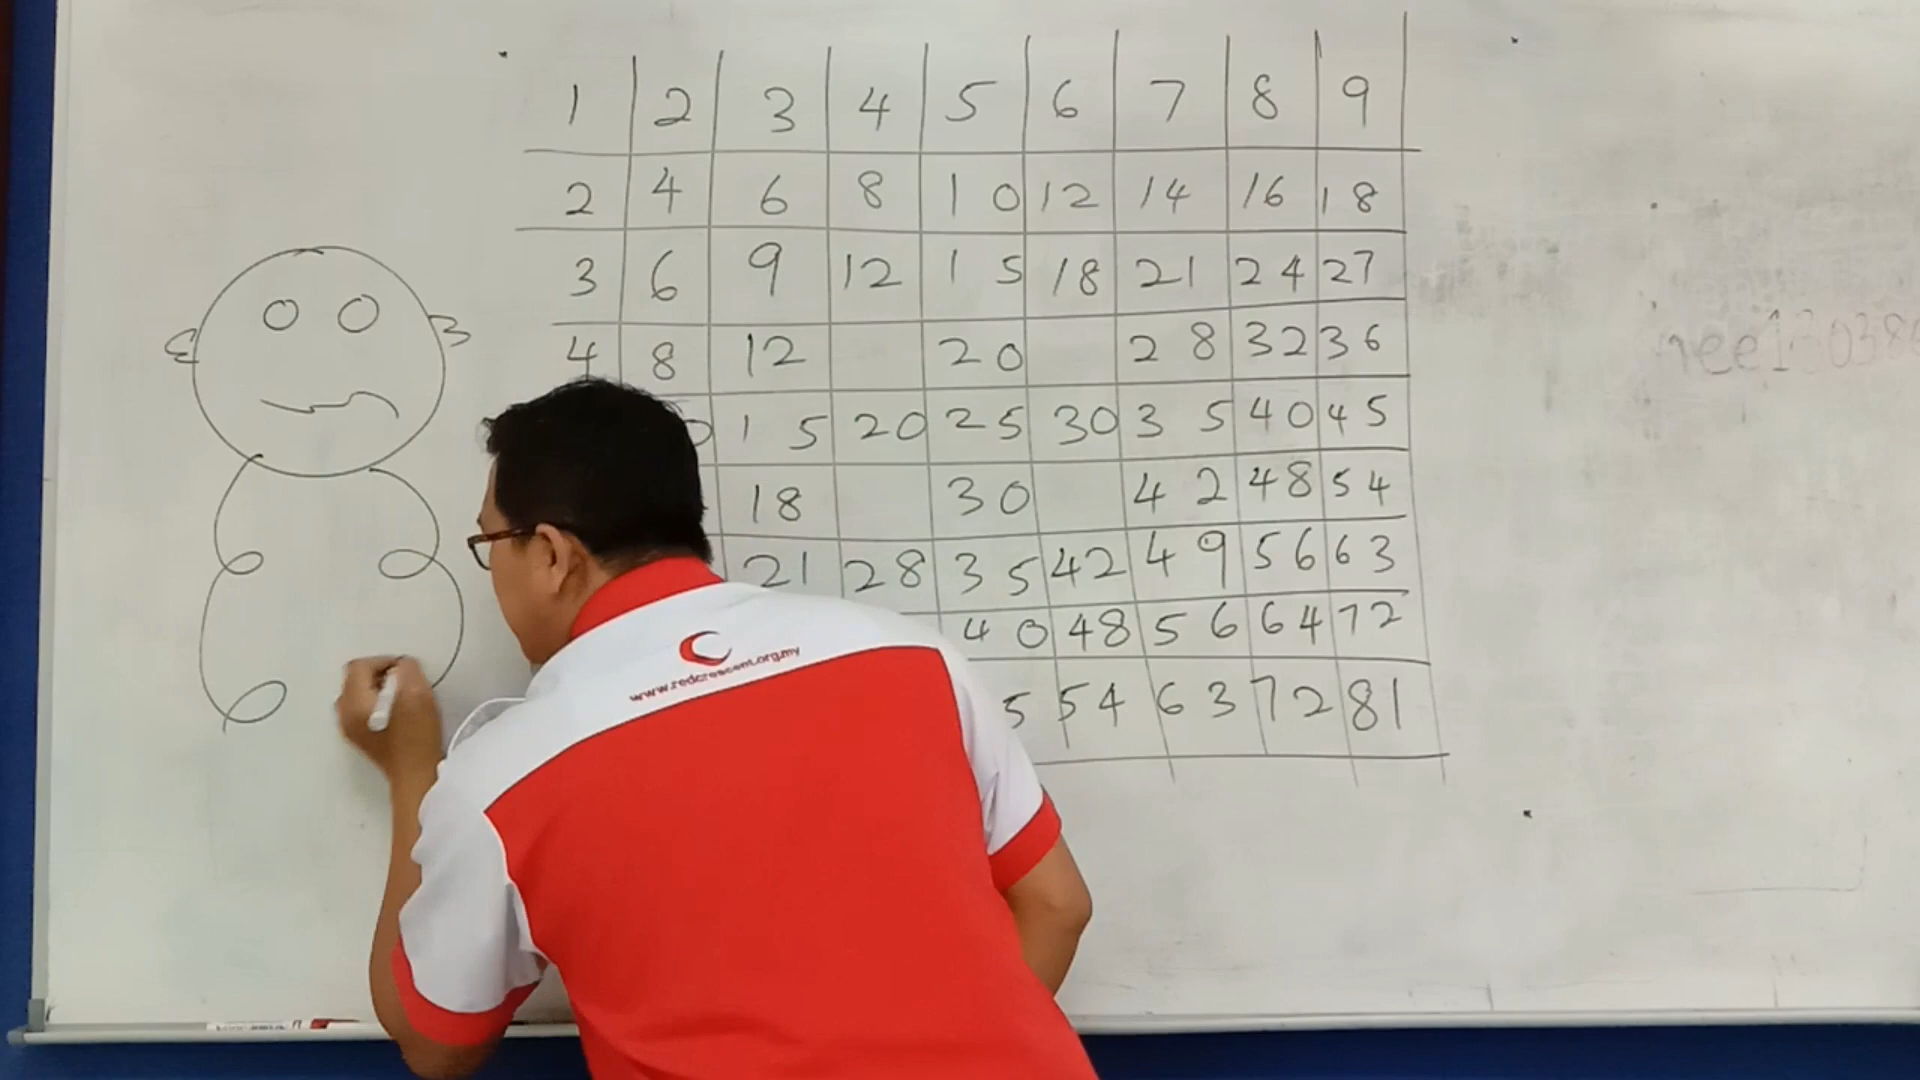 1 2 3 4 5 6 7 8 9
2 4 6 8 10 12 14 16 18
3 6 9 12 15 18 21 24 27
4 8 12 20 28 32 36
15 20 25 30 35 40 45
18 30 42 48 54
21 28 35 42 49 56 63
40 48 56 64 72
5 54 63 72 81
www.redcrescent.org.my